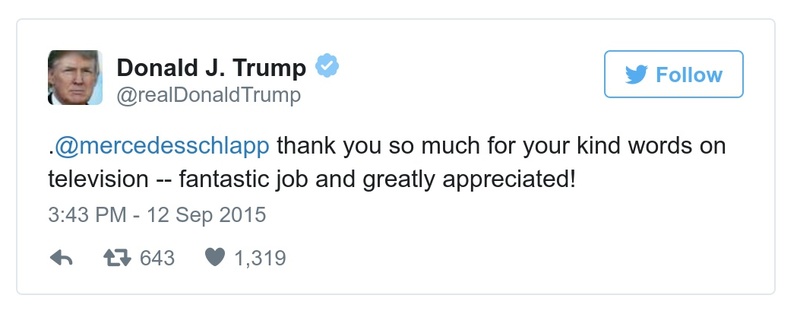 Donald J. Trump
@realDonaldTrump
Follow
.@mercedesschlapp thank you so much for your kind words on
television -- fantastic job and greatly appreciated!
3:43 PM - 12 Sep 2015
643 1,319